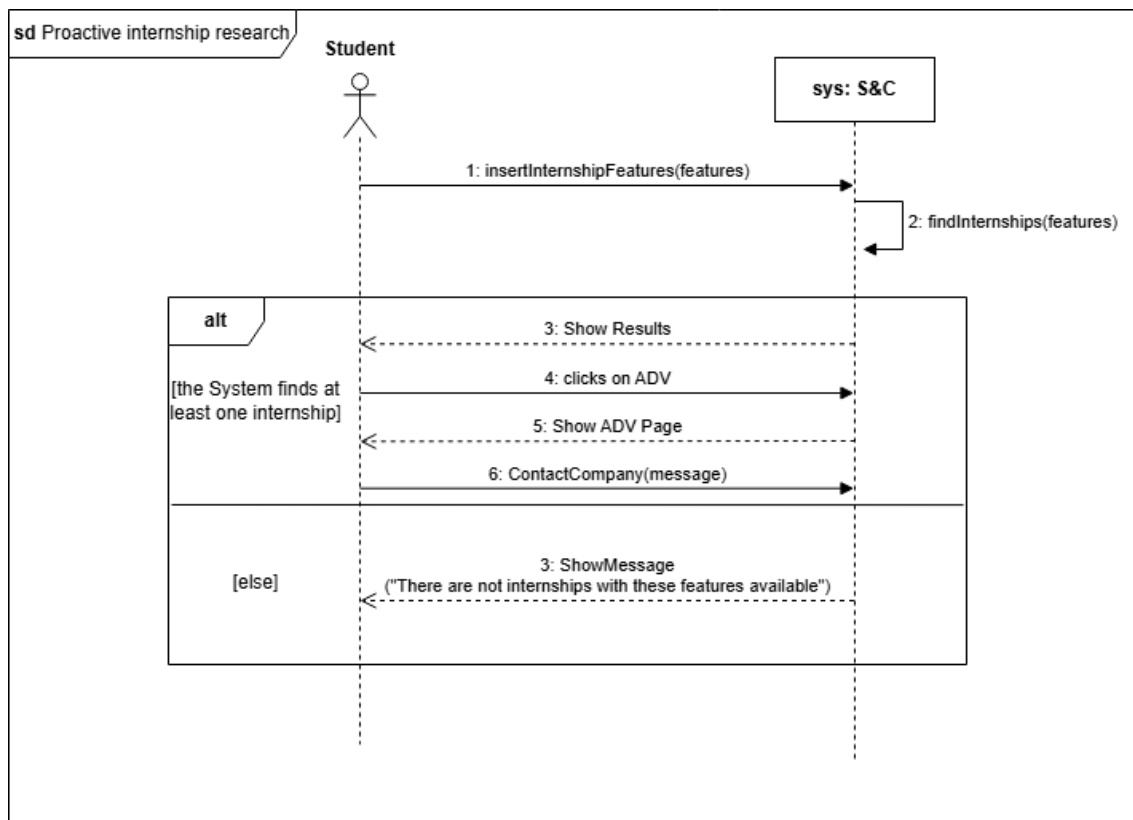 sd Proactive internship research
Student
sys: S&C
1: insertInternshipFeatures(features)
2: findInternships(features)
alt
3: Show Results
[the System finds at
least one internship]
4: clicks on ADV
5: Show ADV Page
6: ContactCompany(message)
[else]
3: ShowMessage
("There are not internships with these features available")